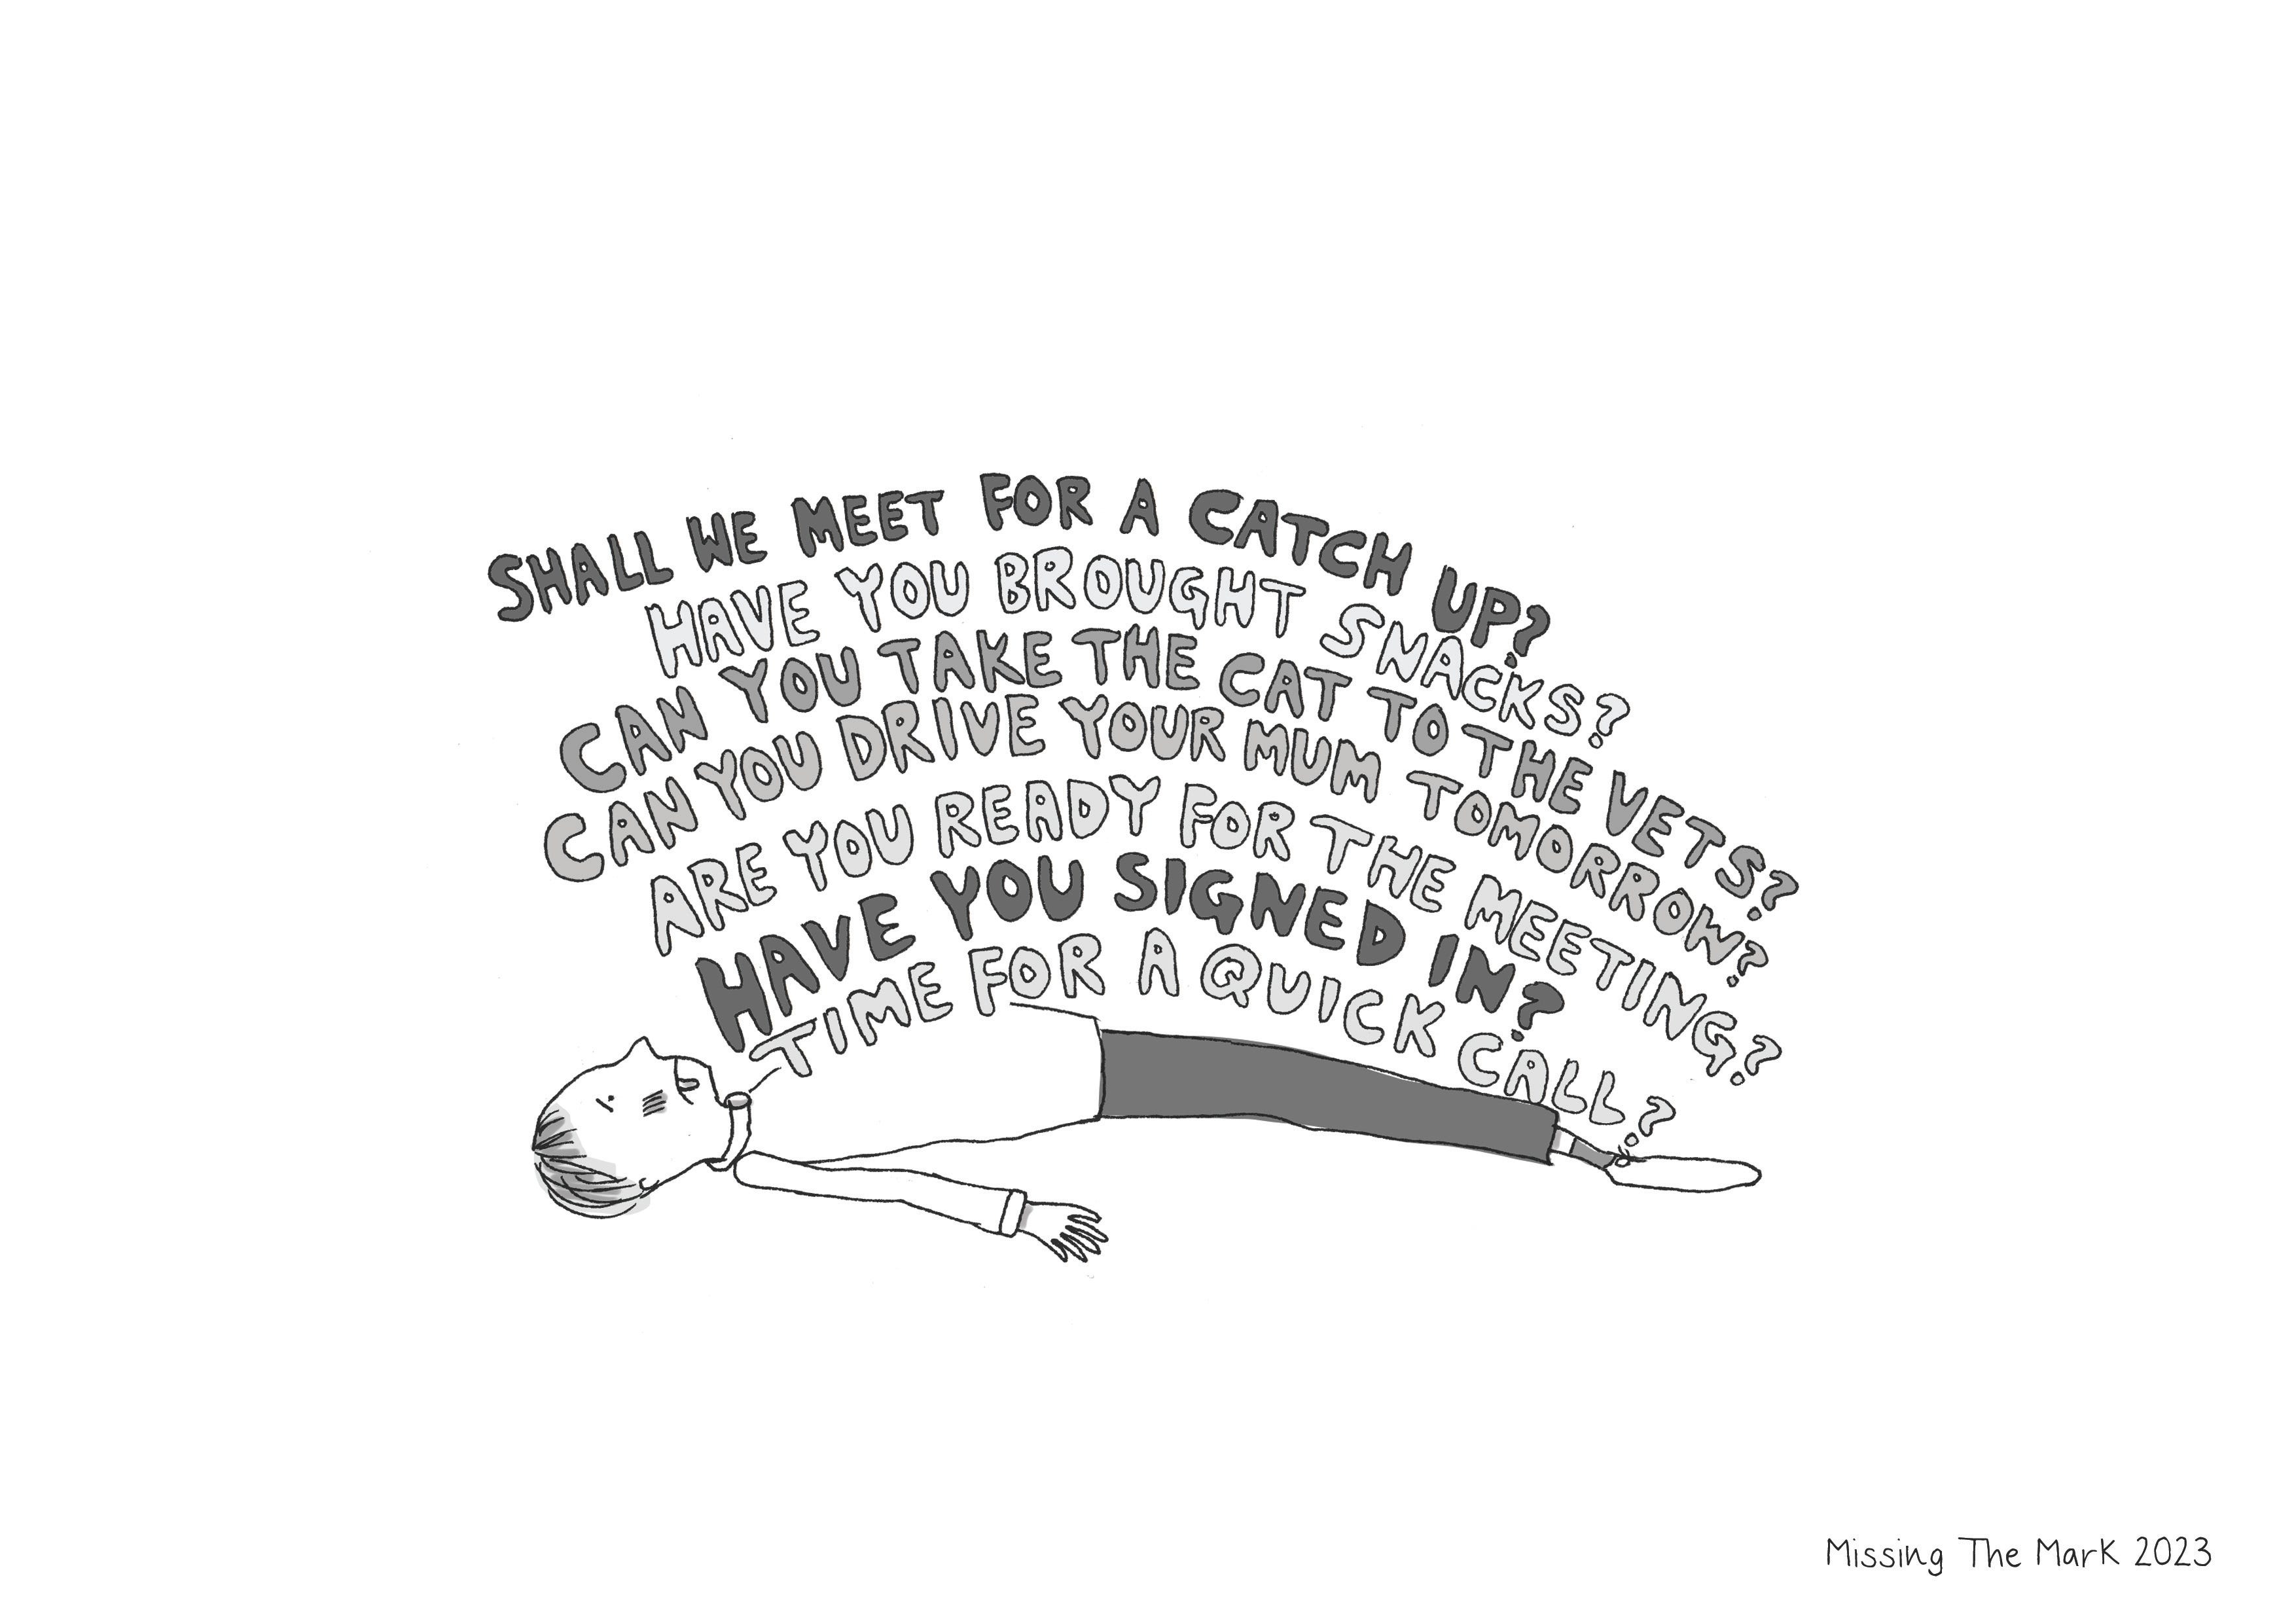 SHALL WE MEET FOR A CATCH UP?
HAVE YOU BROUGHT SNACKS?
CAN YOU TAKE THE CAT TO THE VETS?
CAN YOU DRIVE YOUR MUM TOMORROW?
ARE YOU READY FOR THE MEETING?
HAVE YOU SIGNED IN?
TIME FOR A QUICK CALL?
Missing The Mark 2023